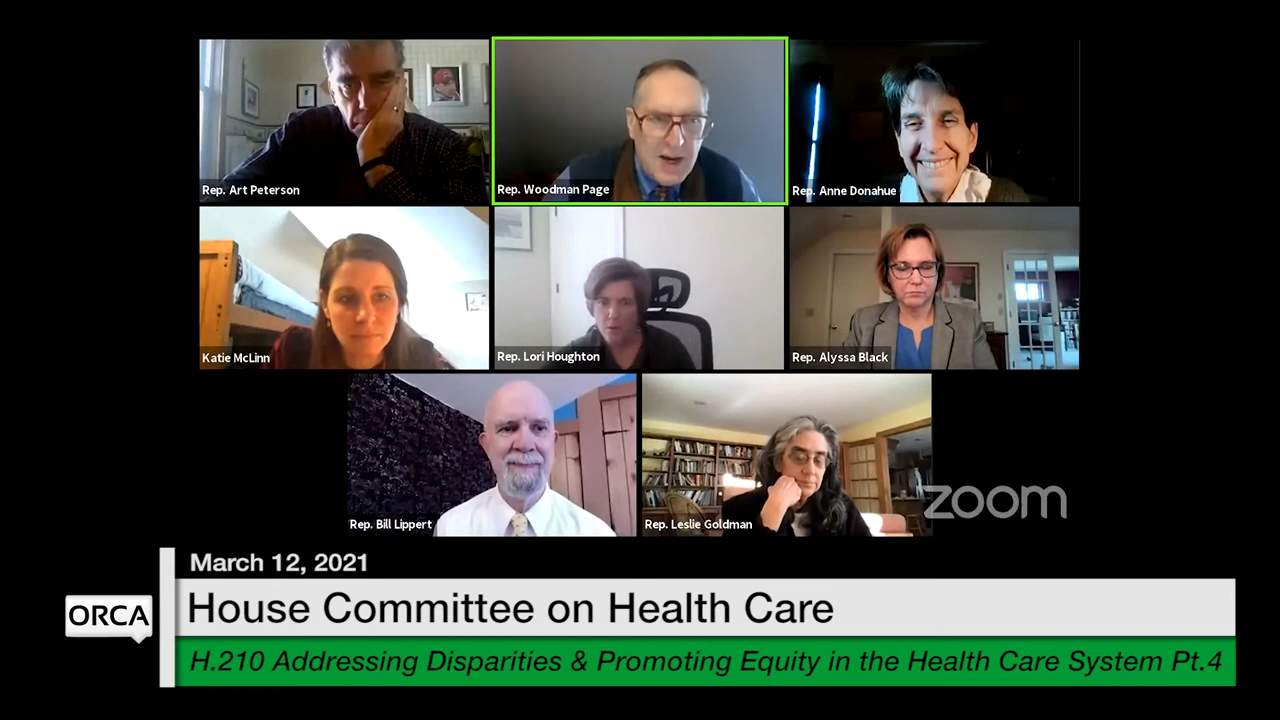 Rep. Art Peterson
Rep. Woodman Page
Rep. Anne Donahue
Katie McLinn
Rep. Lori Houghton
Rep. Alyssa Black
Rep. Bill Lippert
Rep. Leslie Goldman
zoom
March 12, 2021
ORCA
House Committee on Health Care
H.210 Addressing Disparities & Promoting Equity in the Health Care System Pt.4